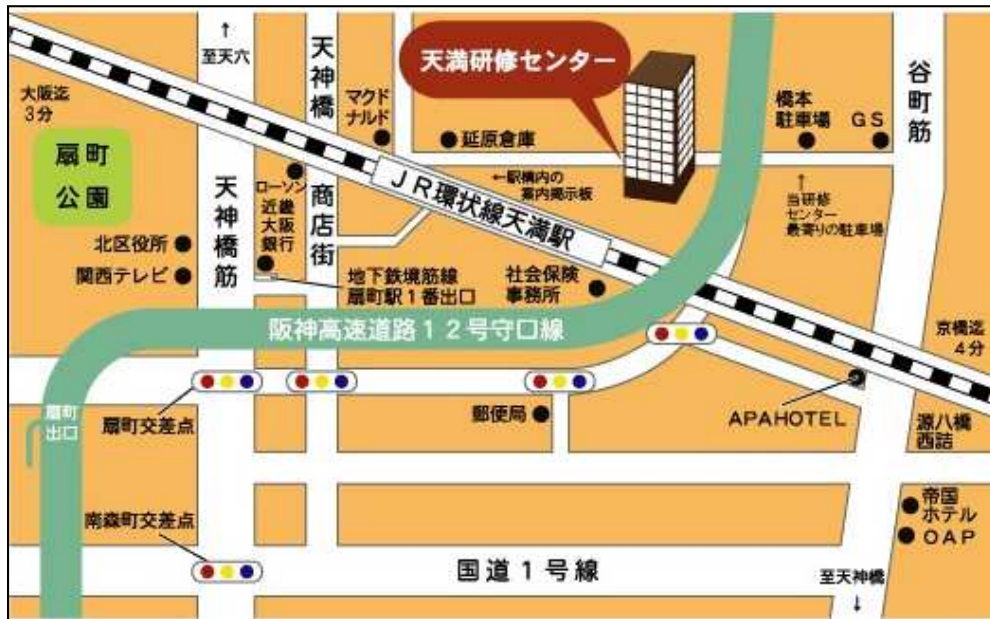 ↑
至天六
天神橋
商店街
マクド
ナルド
天満研修センター
橋本
駐車場
GS
谷町筋
大阪迄
3分
扇町
公園
延原倉庫
←駅構内の
案内掲示板
JR環状線天満駅
↑
当研修
センター
最寄りの駐車場
ローソン
近畿
大阪
銀行
天神橋筋
北区役所
関西テレビ
地下鉄境筋線
扇町駅1番出口
社会保険
事務所
阪神高速道路12号守口線
京橋迄
4分
扇町
出口
扇町交差点
郵便局
APAHOTEL
源八橋
西詰
南森町交差点
帝国
ホテル
OAP
国道1号線
至天神橋
↓